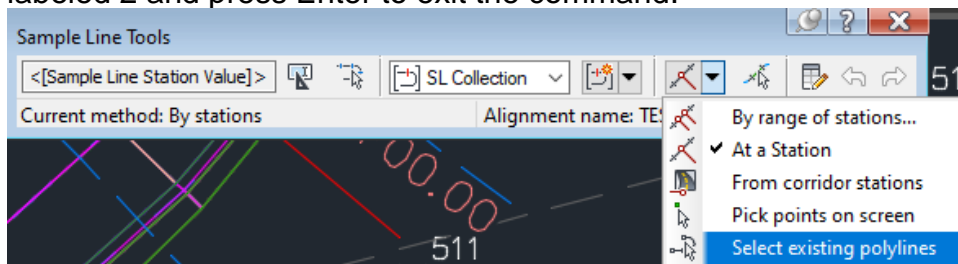 labeled 2 and press Enter to exit the command.
Sample Line Tools
<[Sample Line Station Value]> SL Collection 51
Current method: By stations Alignment name: TES
By range of stations...
At a Station
From corridor stations
Pick points on screen
Select existing polylines
00.00
511